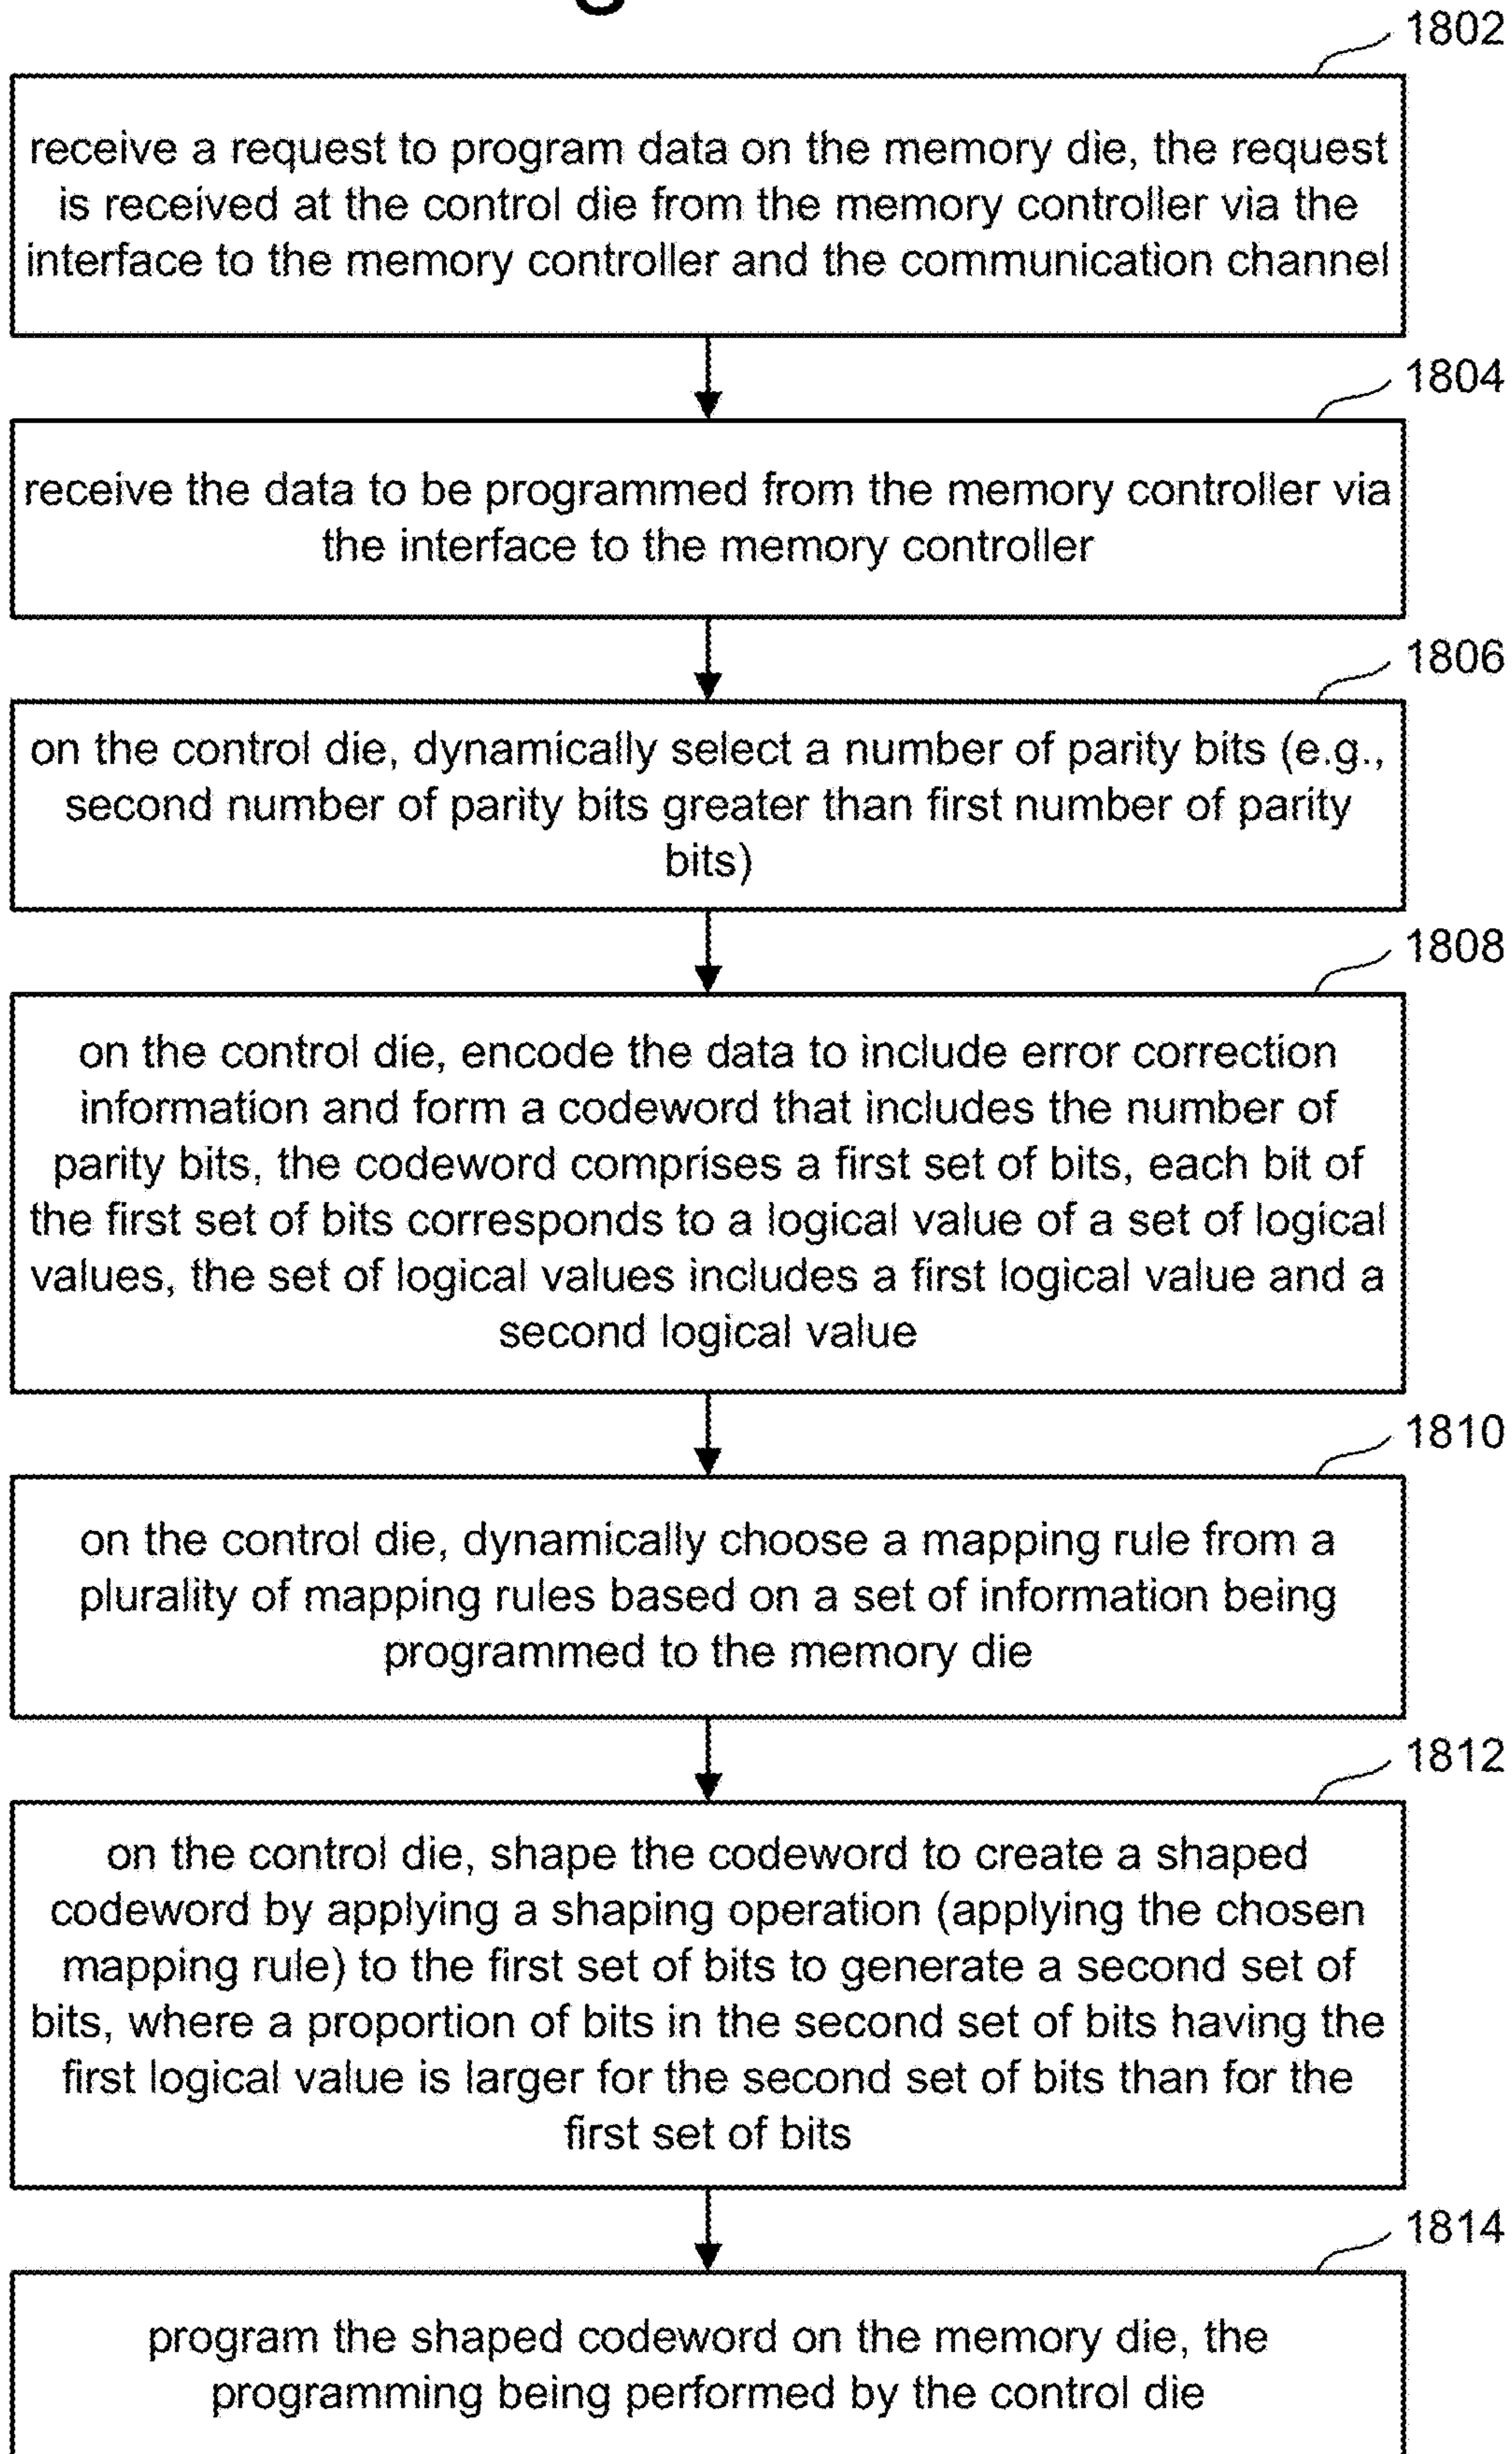 1802
receive a request to program data on the memory die, the request
is received at the control die from the memory controller via the
interface to the memory controller and the communication channel
1804
receive the data to be programmed from the memory controller via
the interface to the memory controller
1806
on the control die, dynamically select a number of parity bits (e.g.,
second number of parity bits greater than first number of parity
bits)
1808
on the control die, encode the data to include error correction
information and form a codeword that includes the number of
parity bits, the codeword comprises a first set of bits, each bit of
the first set of bits corresponds to a logical value of a set of logical
values, the set of logical values includes a first logical value and a
second logical value
1810
on the control die, dynamically choose a mapping rule from a
plurality of mapping rules based on a set of information being
programmed to the memory die
1812
on the control die, shape the codeword to create a shaped
codeword by applying a shaping operation (applying the chosen
mapping rule) to the first set of bits to generate a second set of
bits, where a proportion of bits in the second set of bits having the
first logical value is larger for the second set of bits than for the
first set of bits
1814
program the shaped codeword on the memory die, the
programming being performed by the control die